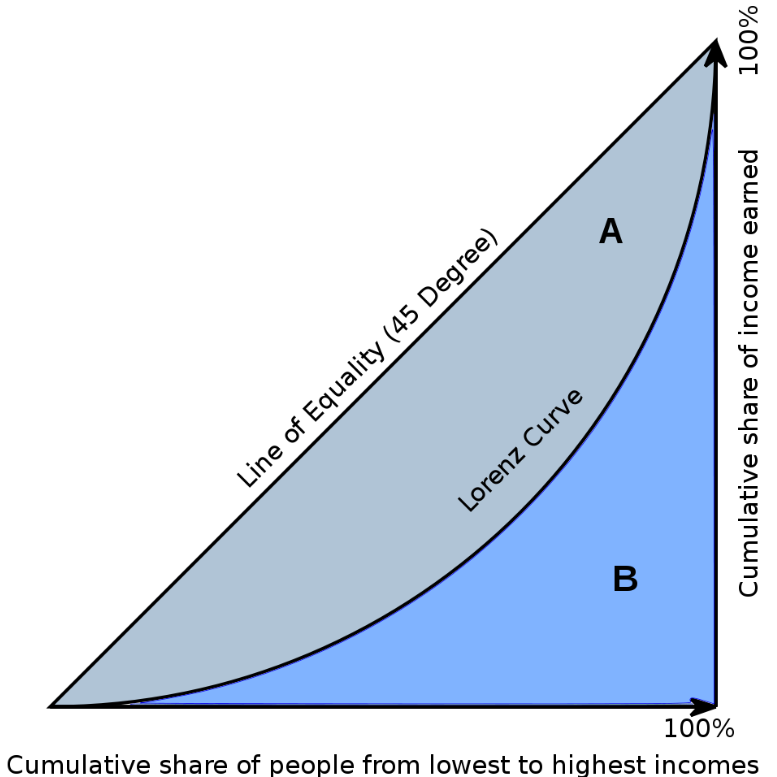 100%
Cumulative share of income earned
A
Line of Equality (45 Degree)
Lorenz Curve
B
100%
Cumulative share of people from lowest to highest incomes